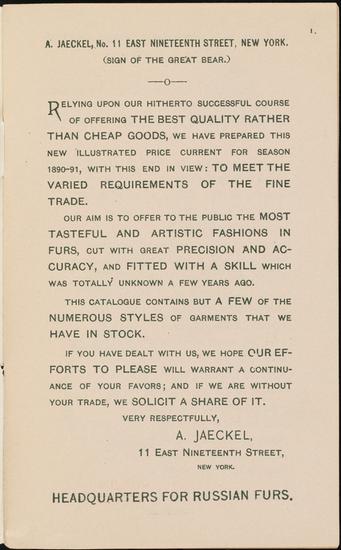 1.
A. JAECKEL, No. 11 EAST NINETEENTH STREET, NEW YORK.
(SIGN OF THE GREAT BEAR.)
—o—
RELYING UPON OUR HITHERTO SUCCESSFUL COURSE
OF OFFERING THE BEST QUALITY RATHER
THAN CHEAP GOODS, WE HAVE PREPARED THIS
NEW ILLUSTRATED PRICE CURRENT FOR SEASON
1890-91, WITH THIS END IN VIEW: TO MEET THE
VARIED REQUIREMENTS OF THE FINE
TRADE.
OUR AIM IS TO OFFER TO THE PUBLIC THE MOST
TASTEFUL AND ARTISTIC FASHIONS IN
FURS, CUT WITH GREAT PRECISION AND AC-
CURACY, AND FITTED WITH A SKILL WHICH
WAS TOTALLY UNKNOWN A FEW YEARS AGO.
THIS CATALOGUE CONTAINS BUT A FEW OF THE
NUMEROUS STYLES OF GARMENTS THAT WE
HAVE IN STOCK.
IF YOU HAVE DEALT WITH US, WE HOPE OUR EF-
FORTS TO PLEASE WILL WARRANT A CONTINU-
ANCE OF YOUR FAVORS; AND IF WE ARE WITHOUT
YOUR TRADE, WE SOLICIT A SHARE OF IT.
VERY RESPECTFULLY,
A. JAECKEL,
11 EAST NINETEENTH STREET,
NEW YORK.
HEADQUARTERS FOR RUSSIAN FURS.